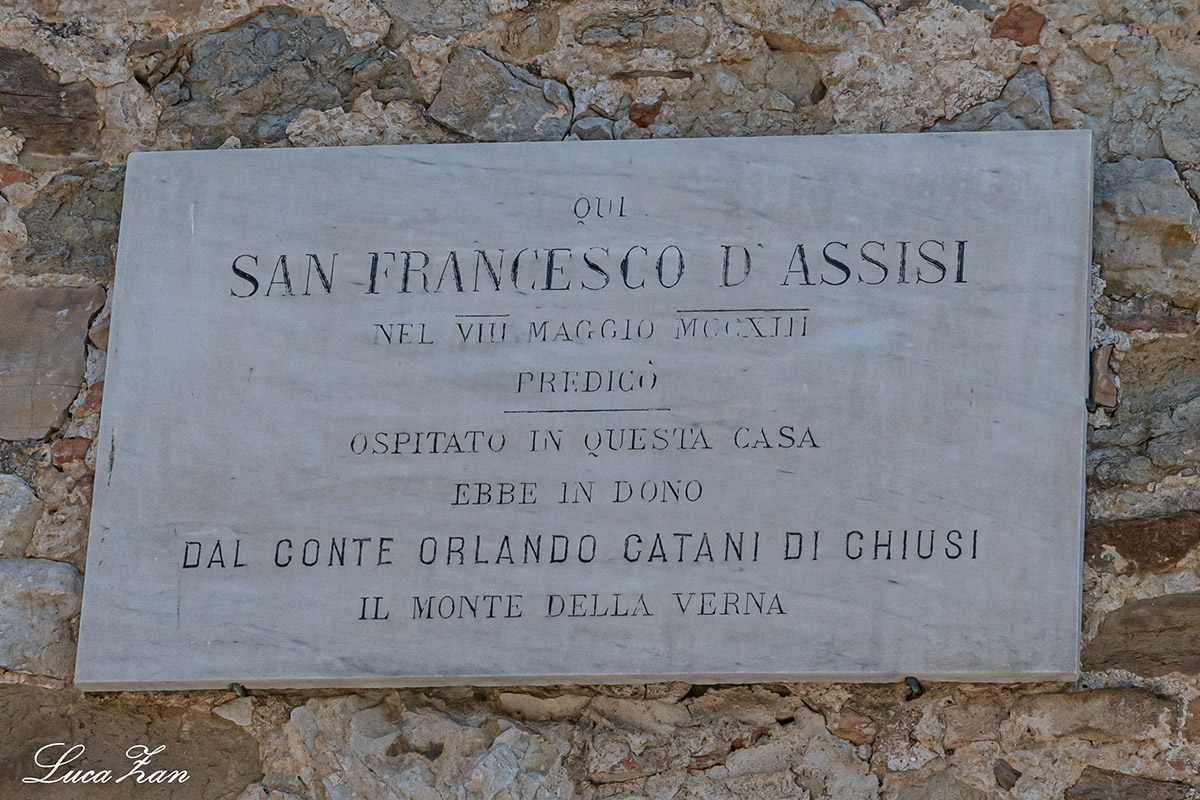 QUI
SAN FRANCESCO D'ASSISI
NEL VIII MAGGIO MCCXIII
PREDICÒ
OSPITATO IN QUESTA CASA
EBBE IN DONO
DAL CONTE ORLANDO CATANI DI CHIUSI
IL MONTE DELLA VERNA
Luca Zan